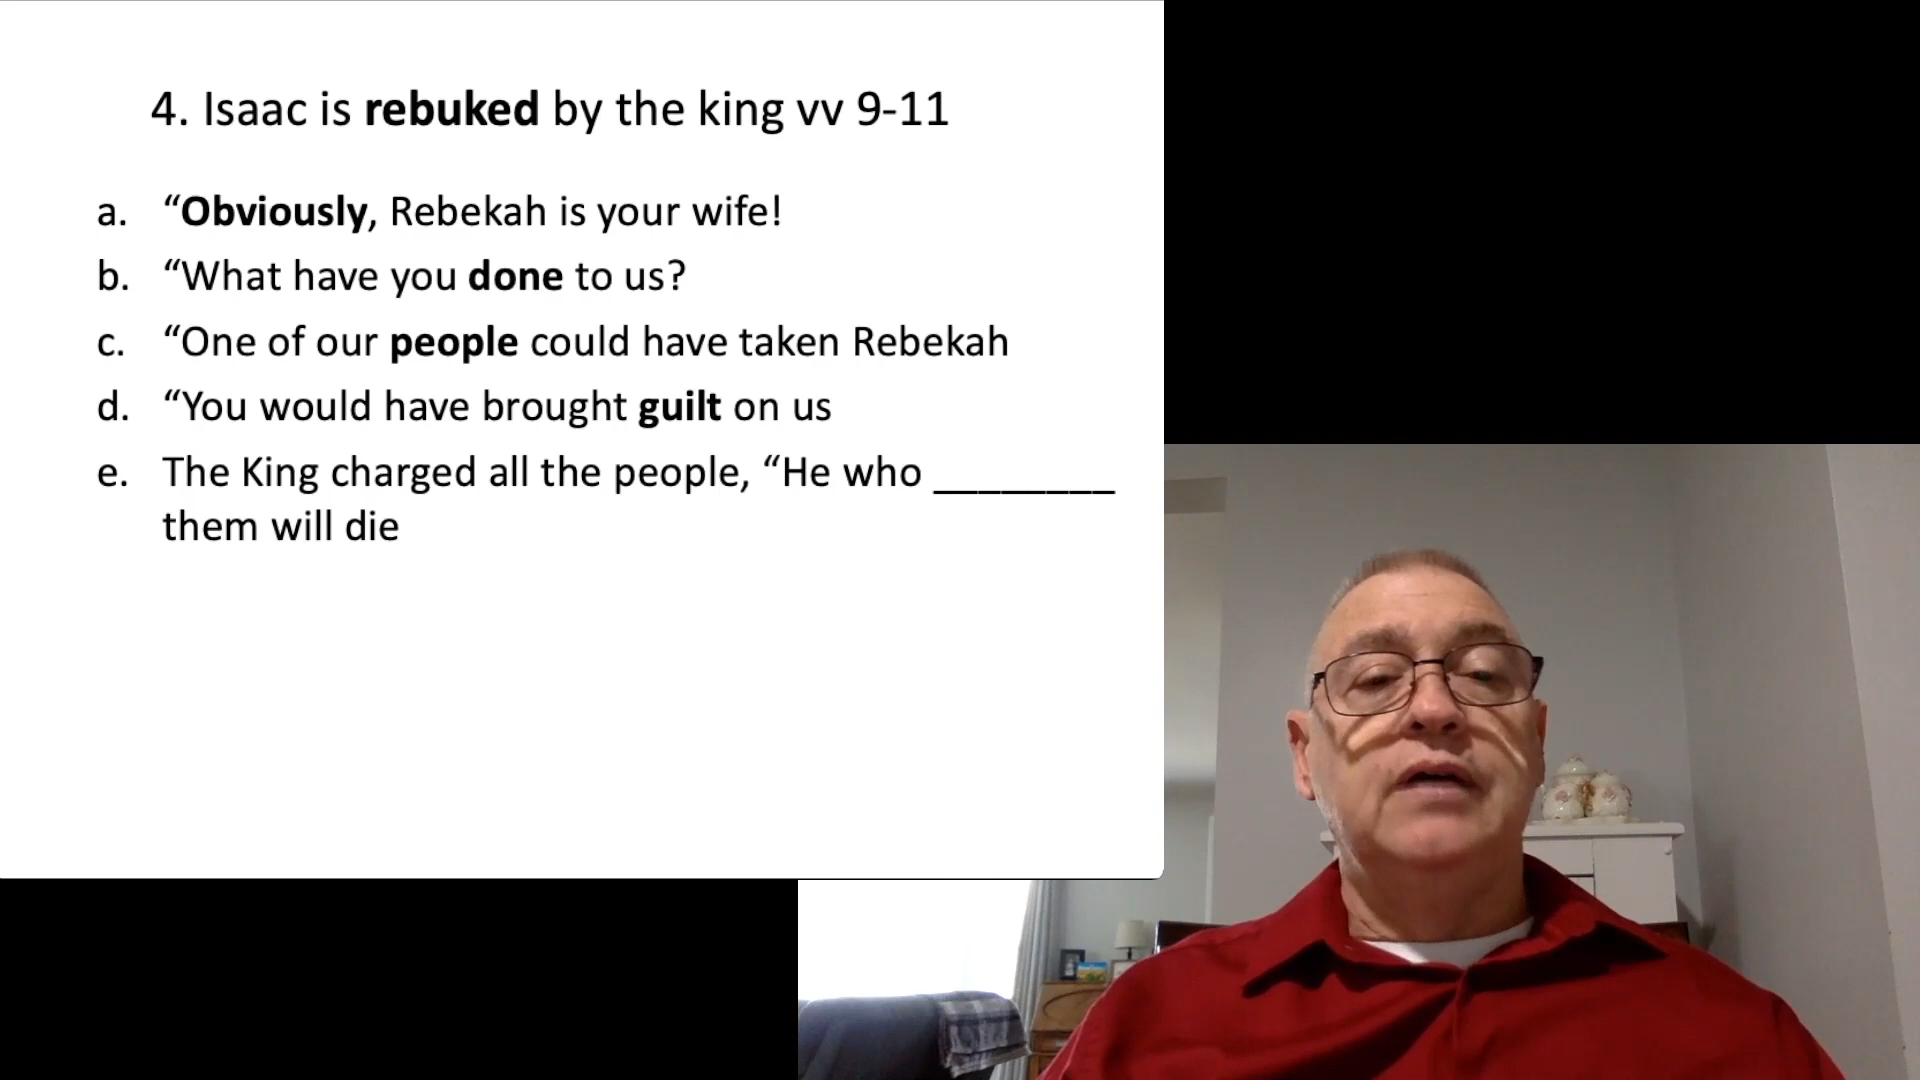 4. Isaac is rebuked by the king vv 9-11
a. “Obviously, Rebekah is your wife!
b. “What have you done to us?
c. “One of our people could have taken Rebekah
d. “You would have brought guilt on us
e. The King charged all the people, “He who ________
them will die